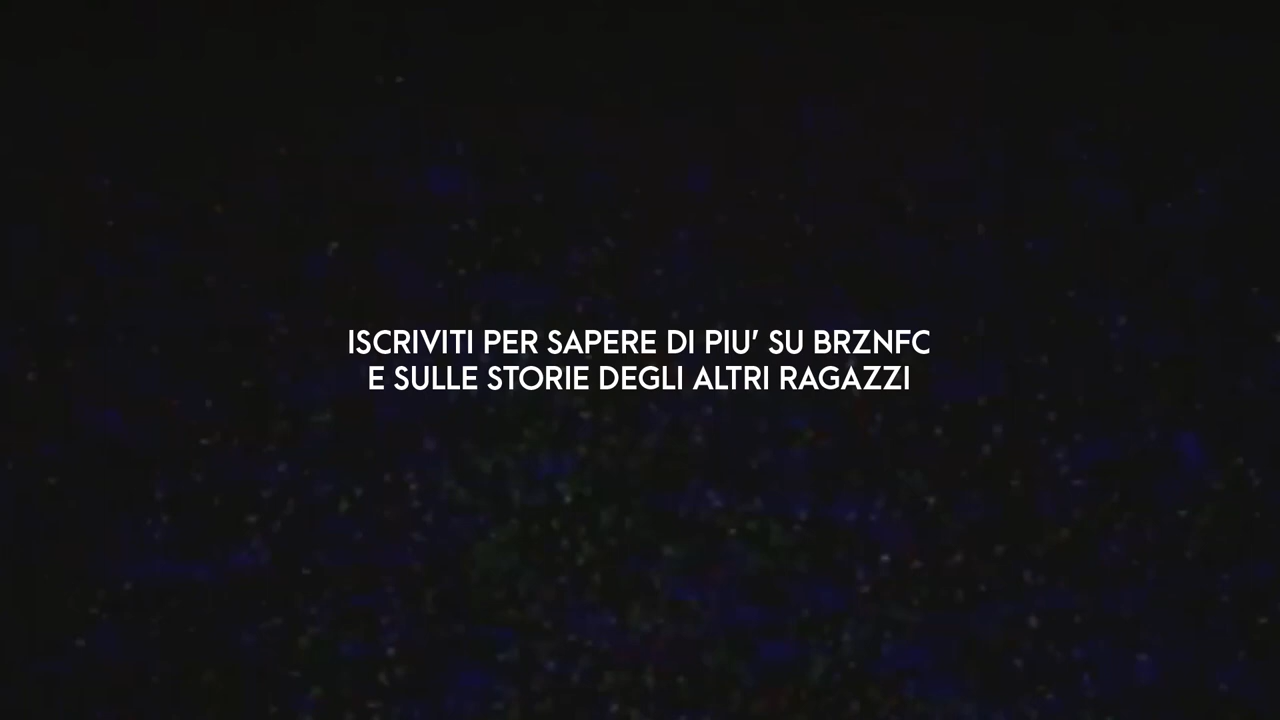 ISCRIVITI PER SAPERE DI PIU' SU BRZNFC
E SULLE STORIE DEGLI ALTRI RAGAZZI